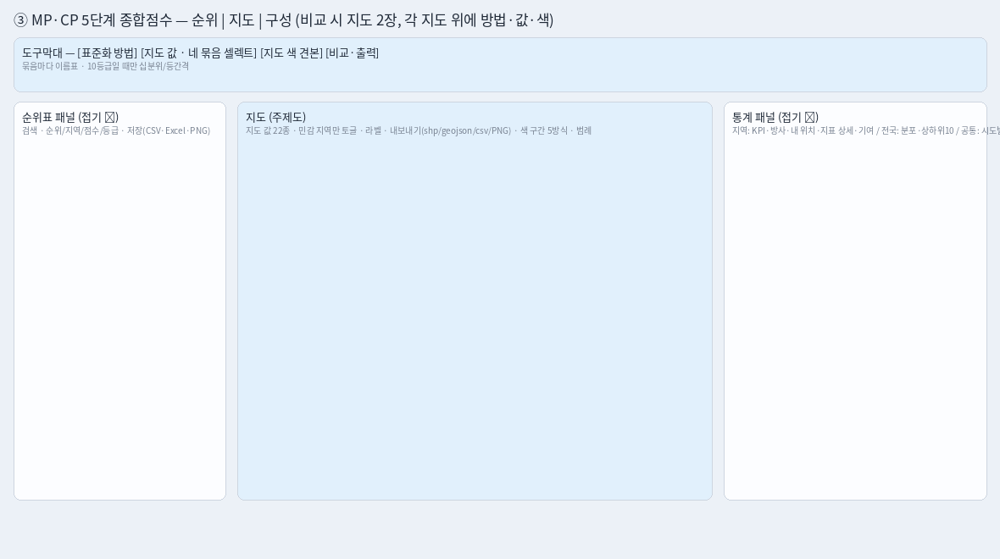 ③ MP·CP 5단계 종합점수 — 순위 | 지도 | 구성 (비교 시 지도 2장, 각 지도 위에 방법·값·색)
도구막대 — [표준화 방법] [지도 값 · 네 묶음 셀렉트] [지도 색 견본] [비교·출력]
묶음마다 이름표 · 10등급일 때만 십분위/등간격
순위표 패널 (접기 )
검색 · 순위/지역/점수/등급 · 저장(CSV·Excel·PNG)
지도 (주제도)
지도 값 22종 · 민감 지역만 토글 · 라벨 · 내보내기(shp/geojson/csv/PNG) · 색 구간 5방식 · 범례
통계 패널 (접기 )
지역: KPI·방사·내 위치·지표 상세·기여 / 전국: 분포·상하위10 / 공통: